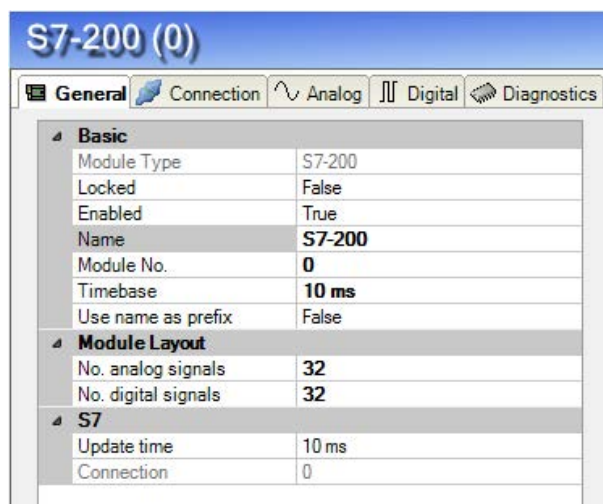 S7-200 (0)
General Connection Analog Digital Diagnostics
Basic
Module Type S7-200
Locked False
Enabled True
Name S7-200
Module No. 0
Timebase 10 ms
Use name as prefix False
Module Layout
No. analog signals 32
No. digital signals 32
S7
Update time 10 ms
Connection 0